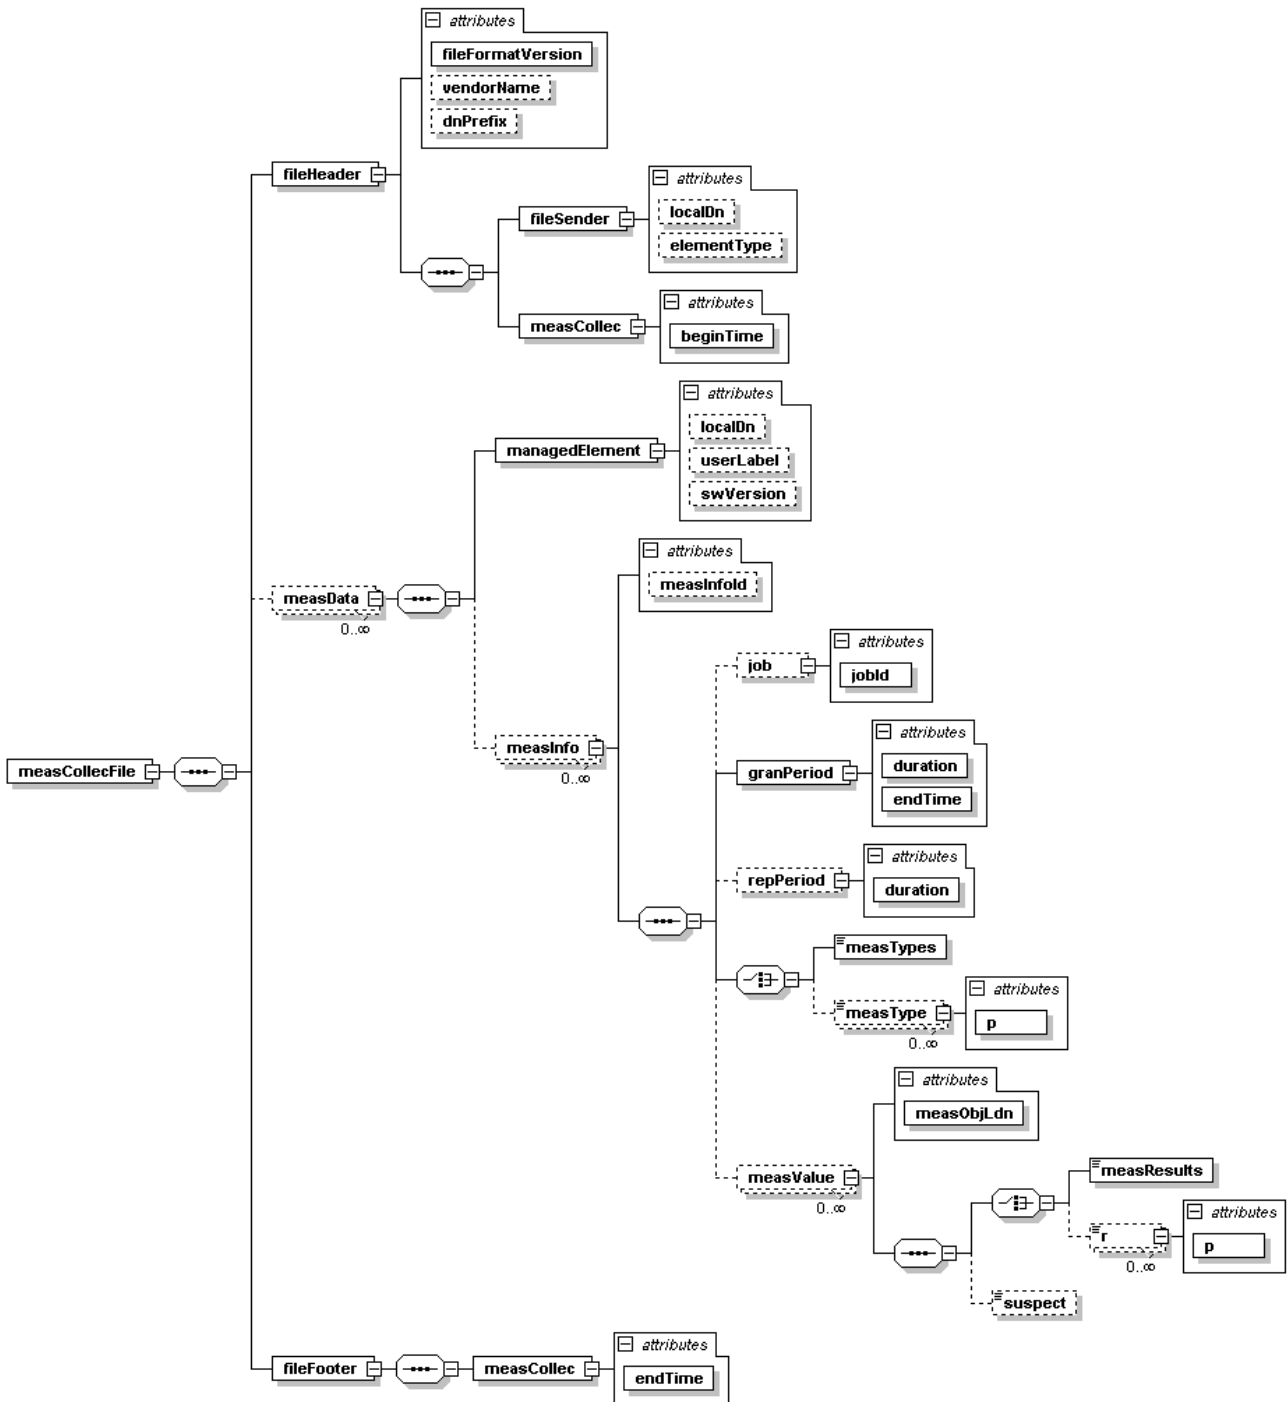 attributes
fileFormatVersion
vendorName
dnPrefix
fileHeader
attributes
localDn
fileSender
elementType
attributes
measCollec
beginTime
attributes
localDn
managedElement
userLabel
swVersion
attributes
measInfoId
measData
0..∞
attributes
job
jobId
attributes
measInfo
0..∞
duration
measCollecFile
granPeriod
endTime
attributes
repPeriod
duration
measTypes
attributes
measType
0..∞
p
attributes
measObjLdn
measValue
0..∞
measResults
attributes
r
0..∞
p
suspect
attributes
fileFooter
measCollec
endTime